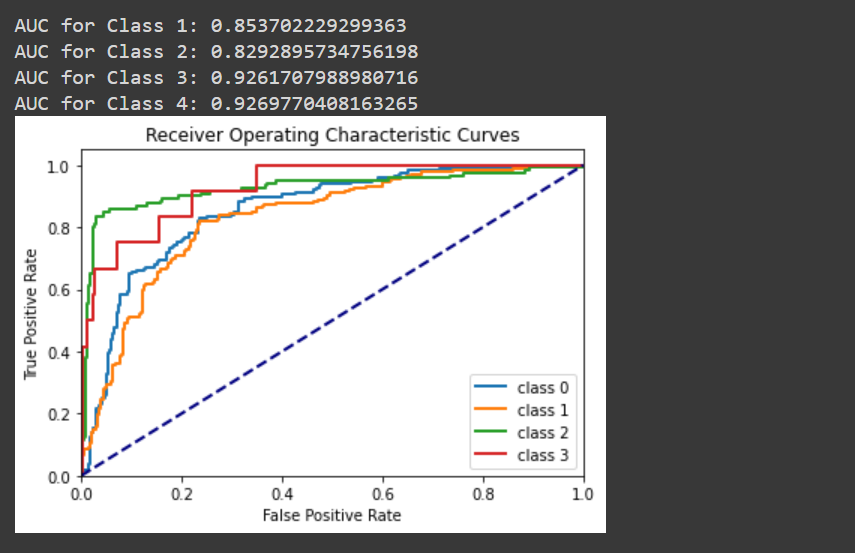 AUC for Class 1: 0.853702229299363
AUC for Class 2: 0.8292895734756198
AUC for Class 3: 0.9261707988980716
AUC for Class 4: 0.9269770408163265
Receiver Operating Characteristic Curves
1.0
0.8
0.6
0.4
0.2
0.0
True Positive Rate
class 0
class 1
class 2
class 3
0.0 0.2 0.4 0.6 0.8 1.0
False Positive Rate